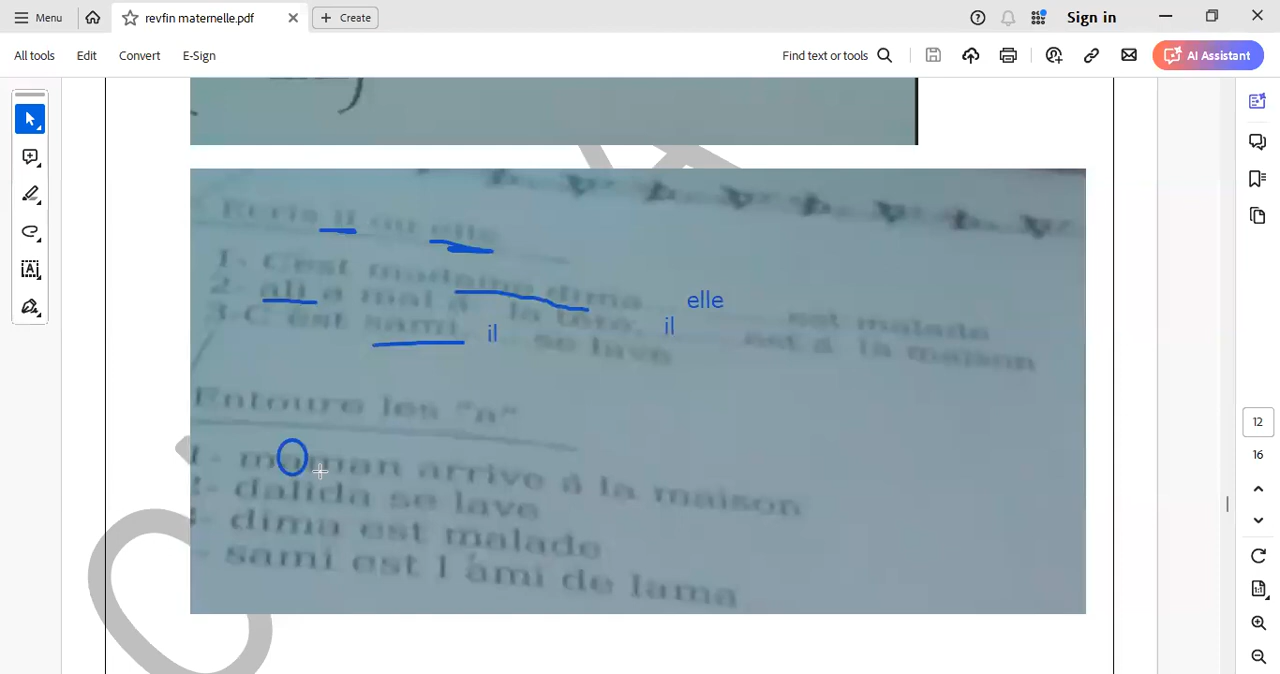 Menu
revfin maternelle.pdf
Create
Sign in
All tools
Edit
Convert
E-Sign
Find text or tools
AI Assistant
Ecris il ou elle
1- C'est madame dima elle est malade
2- ali a mal á la tete, il est á la maison
3-C'est sami, il se lave
Entoure les "a"
1- maman arrive á la maison
2- dalida se lave
dima est malade
sami est l'ami de lama
12
16